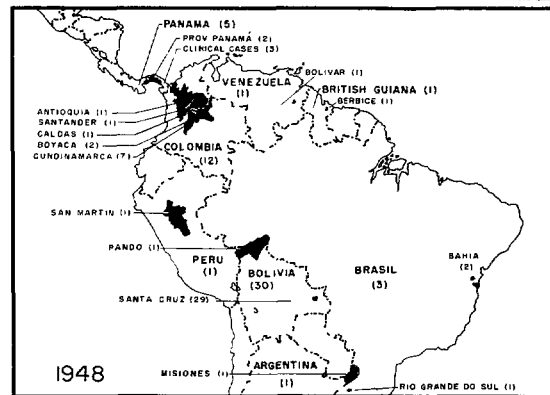 PANAMA (5)
PROV PANAMÁ (2)
CLINICAL CASES (3)
VENEZUELA
(1)
BOLIVAR (1)
BRITISH GUIANA (1)
BERBICE (1)
ANTIOQUIA (1)
SANTANDER (1)
CALDAS (1)
BOYACA (2)
CUNDINAMARCA (7)
COLOMBIA
(12)
SAN MARTIN (1)
PANDO (1)
PERU
(1)
BOLIVIA
(30)
BRASIL
(3)
BAHIA
(2)
SANTA CRUZ (29)
1948
MISIONES (1)
ARGENTINA
(1)
RIO GRANDE DO SUL (1)